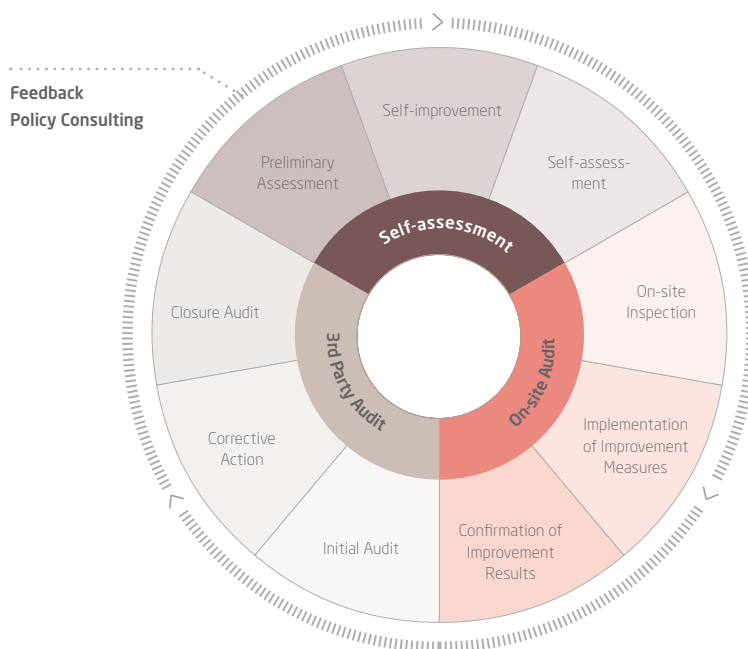 Feedback
Policy Consulting
Preliminary
Assessment
Self-improvement
Self-assess-
ment
On-site
Inspection
Implementation
of Improvement
Measures
Confirmation of
Improvement
Results
Initial Audit
Corrective
Action
Closure Audit
Self-assessment
On-site Audit
3rd Party Audit